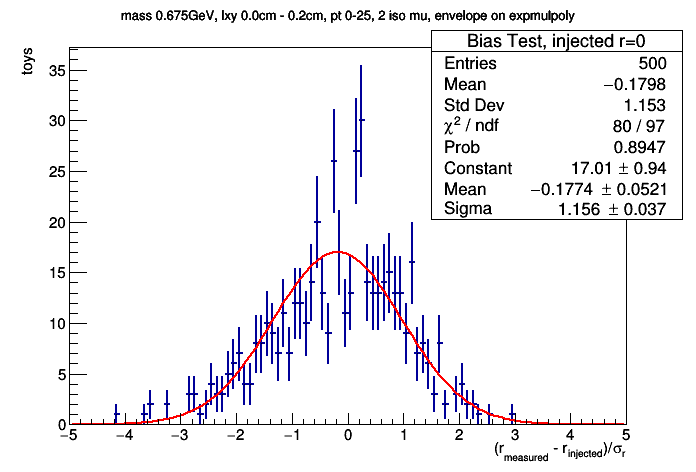 mass 0.675GeV, lxy 0.0cm - 0.2cm, pt 0-25, 2 iso mu, envelope on expmulpoly
Bias Test, injected r=0
Entries 500
Mean −0.1798
Std Dev 1.153
χ² / ndf 80 / 97
Prob 0.8947
Constant 17.01 ± 0.94
Mean −0.1774 ± 0.0521
Sigma 1.156 ± 0.037
toys
35
30
25
20
15
10
5
0
−5 −4 −3 −2 −1 0 1 2 3 4 5
(r_measured - r_injected)/σ_r